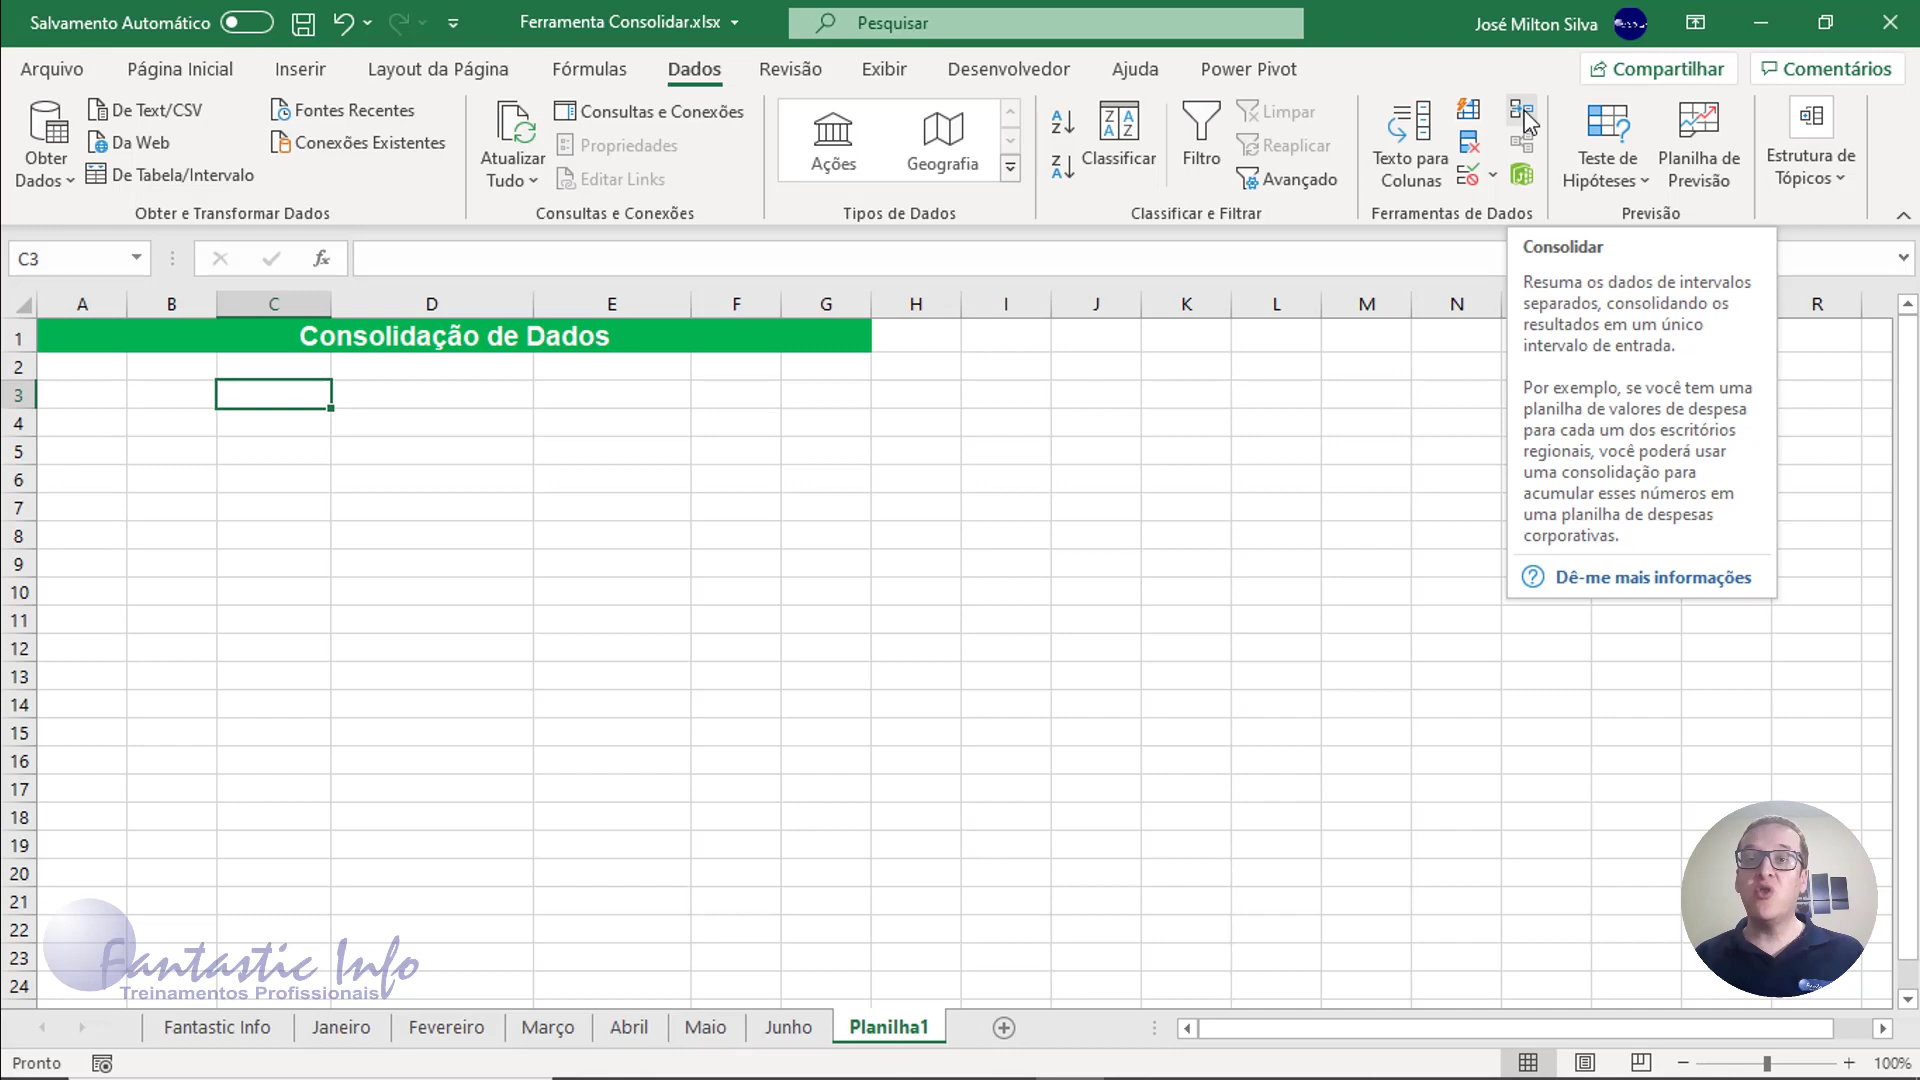 Salvamento Automático
Ferramenta Consolidar.xlsx
Pesquisar
José Milton Silva
Arquivo Página Inicial Inserir Layout da Página Fórmulas Dados Revisão Exibir Desenvolvedor Ajuda Power Pivot Compartilhar Comentários
Obter Dados
De Text/CSV
Da Web
De Tabela/Intervalo
Fontes Recentes
Conexões Existentes
Obter e Transformar Dados
Atualizar Tudo
Consultas e Conexões
Propriedades
Editar Links
Consultas e Conexões
Ações
Geografia
Tipos de Dados
Classificar
Filtro
Limpar
Reaplicar
Avançado
Classificar e Filtrar
Texto para
Colunas
Ferramentas de Dados
Teste de
Hipóteses
Planilha de
Previsão
Previsão
Estrutura de
Tópicos
C3
fx
A B C D E F G H I J K L M N R
1 Consolidação de Dados
2
3
4
5
6
7
8
9
10
11
12
13
14
15
16
17
18
19
20
21
22
23
24
Consolidar
Resuma os dados de intervalos
separados, consolidando os
resultados em um único
intervalo de entrada.
Por exemplo, se você tem uma
planilha de valores de despesa
para cada um dos escritórios
regionais, você poderá usar
uma consolidação para
acumular esses números em
uma planilha de despesas
corporativas.
Dê-me mais informações
Fantastic Info
Treinamentos Profissionais
Fantastic Info Janeiro Fevereiro Março Abril Maio Junho Planilha1
Pronto
100%